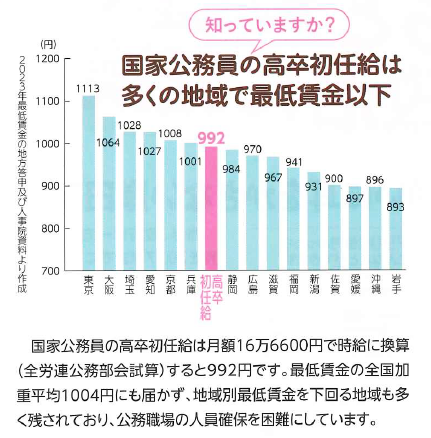 知っていますか?
国家公務員の高卒初任給は
多くの地域で最低賃金以下
(円)
1200
1100
1000
900
800
700
1113
1064
1028
1027
1008
1001
992
984
970
967
941
931
900
897
896
893
東京
大阪
埼玉
愛知
京都
兵庫
高卒
初任給
静岡
広島
滋賀
福岡
新潟
佐賀
愛媛
沖縄
岩手
2023年最低賃金の地方答申及び人事院資料より作成
国家公務員の高卒初任給は月額16万6600円で時給に換算
(全労連公務部会試算)すると992円です。最低賃金の全国加
重平均1004円にも届かず、地域別最低賃金を下回る地域も多
く残されており、公務職場の人員確保を困難にしています。